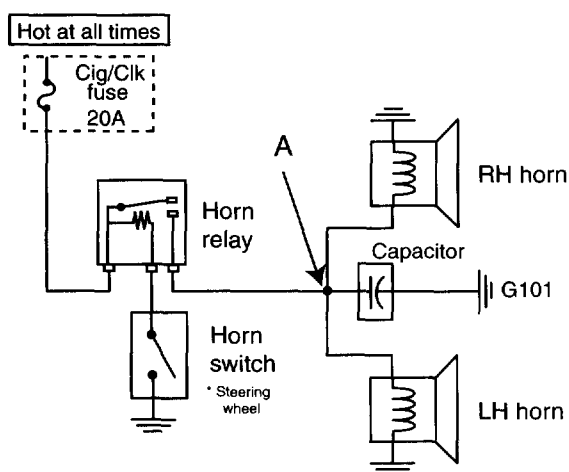 Hot at all times
Cig/Clk
fuse
20A
A
RH horn
Horn
relay
Capacitor
G101
Horn
switch
* Steering
wheel
LH horn